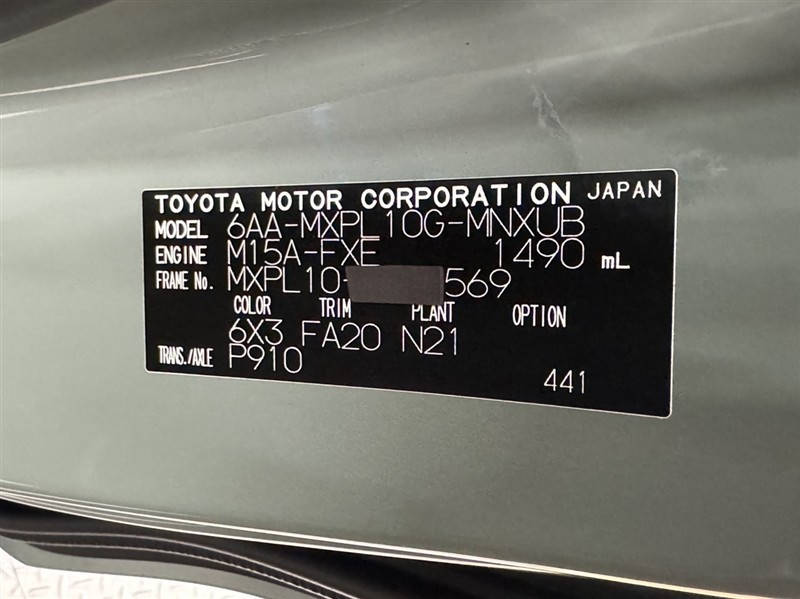 TOYOTA MOTOR CORPORATION JAPAN
MODEL 6AA-MXPL10G-MNXUB
ENGINE M15A-FXE 1490 mL
FRAME No. MXPL10- 569
COLOR TRIM PLANT OPTION
6X3 FA20 N21
TRANS./AXLE P910
441